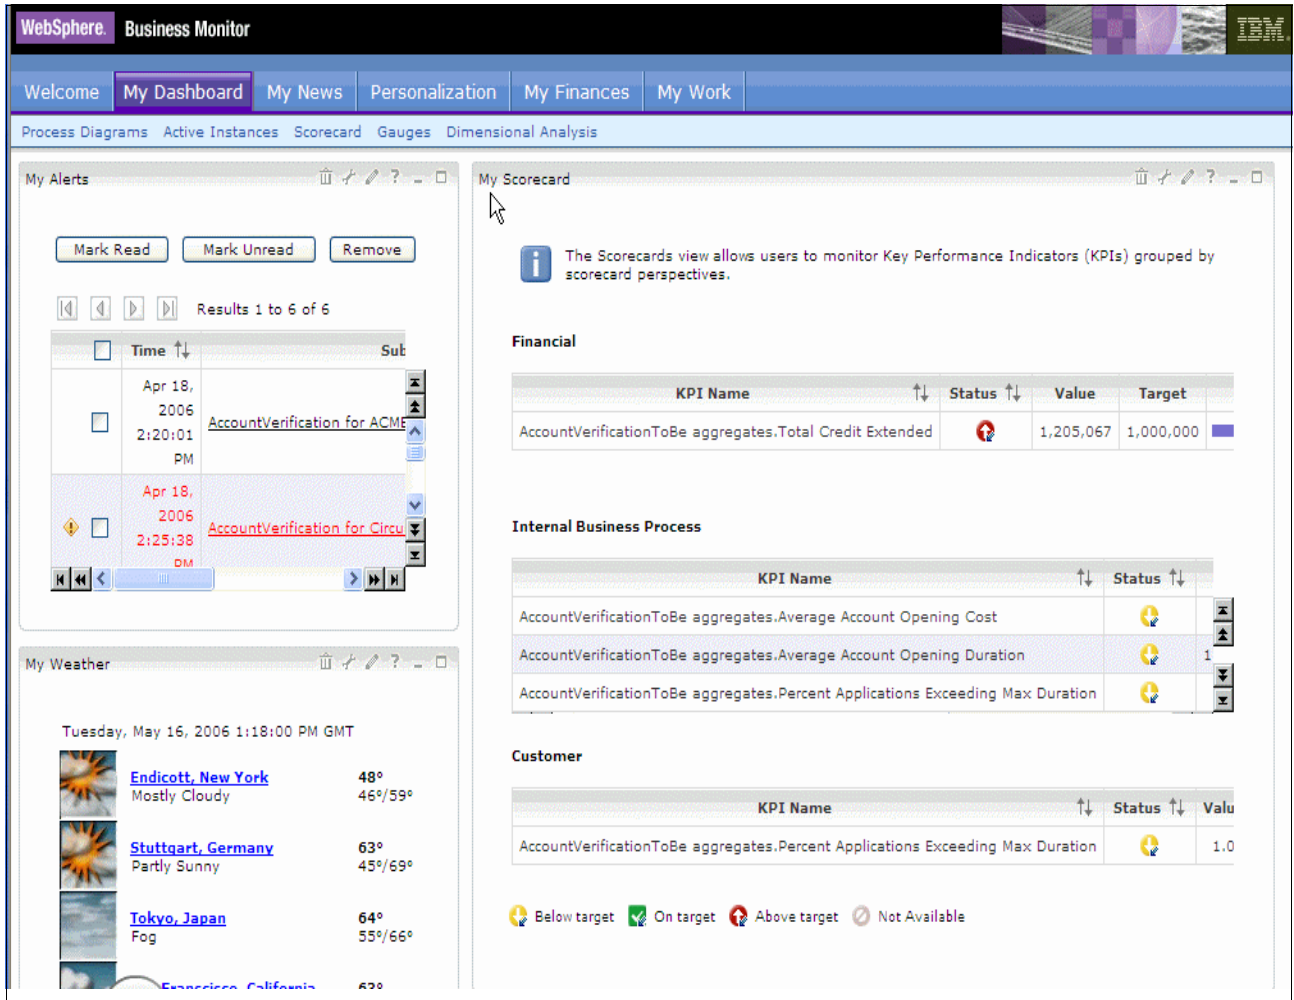 WebSphere. Business Monitor
IBM.
Welcome My Dashboard My News Personalization My Finances My Work
Process Diagrams Active Instances Scorecard Gauges Dimensional Analysis
My Alerts
Mark Read Mark Unread Remove
Results 1 to 6 of 6
Time Sub
Apr 18,
2006
2:20:01
PM
AccountVerification for ACME
Apr 18,
2006
2:25:38
PM
AccountVerification for Circu
My Weather
Tuesday, May 16, 2006 1:18:00 PM GMT
Endicott, New York 48°
Mostly Cloudy 46°/59°
Stuttgart, Germany 63°
Partly Sunny 45°/69°
Tokyo, Japan 64°
Fog 55°/66°
California 63°
My Scorecard
The Scorecards view allows users to monitor Key Performance Indicators (KPIs) grouped by
scorecard perspectives.
Financial
KPI Name Status Value Target
AccountVerificationToBe aggregates.Total Credit Extended 1,205,067 1,000,000
Internal Business Process
KPI Name Status
AccountVerificationToBe aggregates.Average Account Opening Cost
AccountVerificationToBe aggregates.Average Account Opening Duration 1
AccountVerificationToBe aggregates.Percent Applications Exceeding Max Duration
Customer
KPI Name Status Valu
AccountVerificationToBe aggregates.Percent Applications Exceeding Max Duration 1.0
Below target On target Above target Not Available